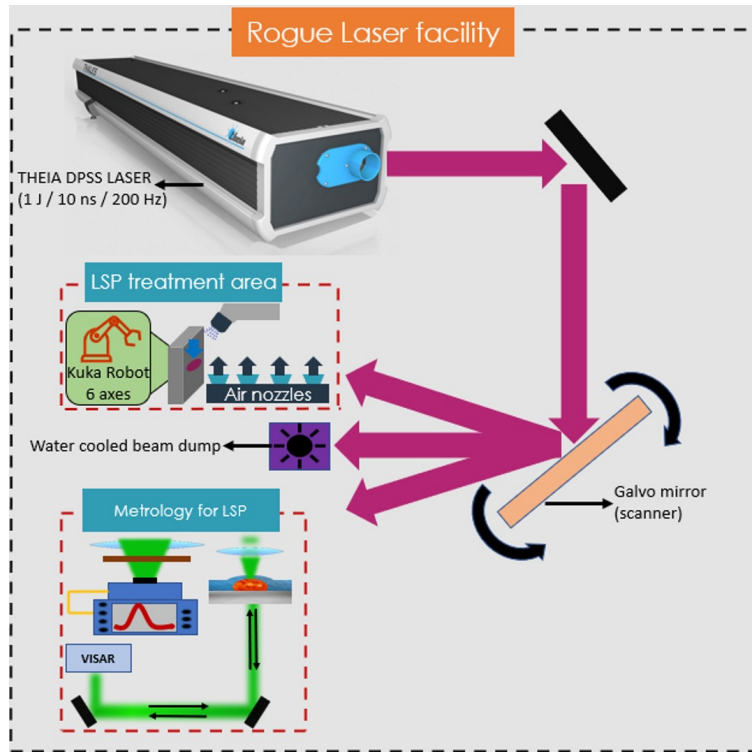 Rogue Laser facility
THALES
THEIA DPSS LASER
(1 J / 10 ns / 200 Hz)
LSP treatment area
Kuka Robot
6 axes
Air nozzles
Water cooled beam dump
Galvo mirror
(scanner)
Metrology for LSP
VISAR